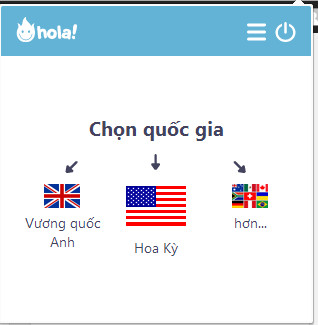 hola!
Chọn quốc gia
Vương quốc
Anh
Hoa Kỳ
hơn...